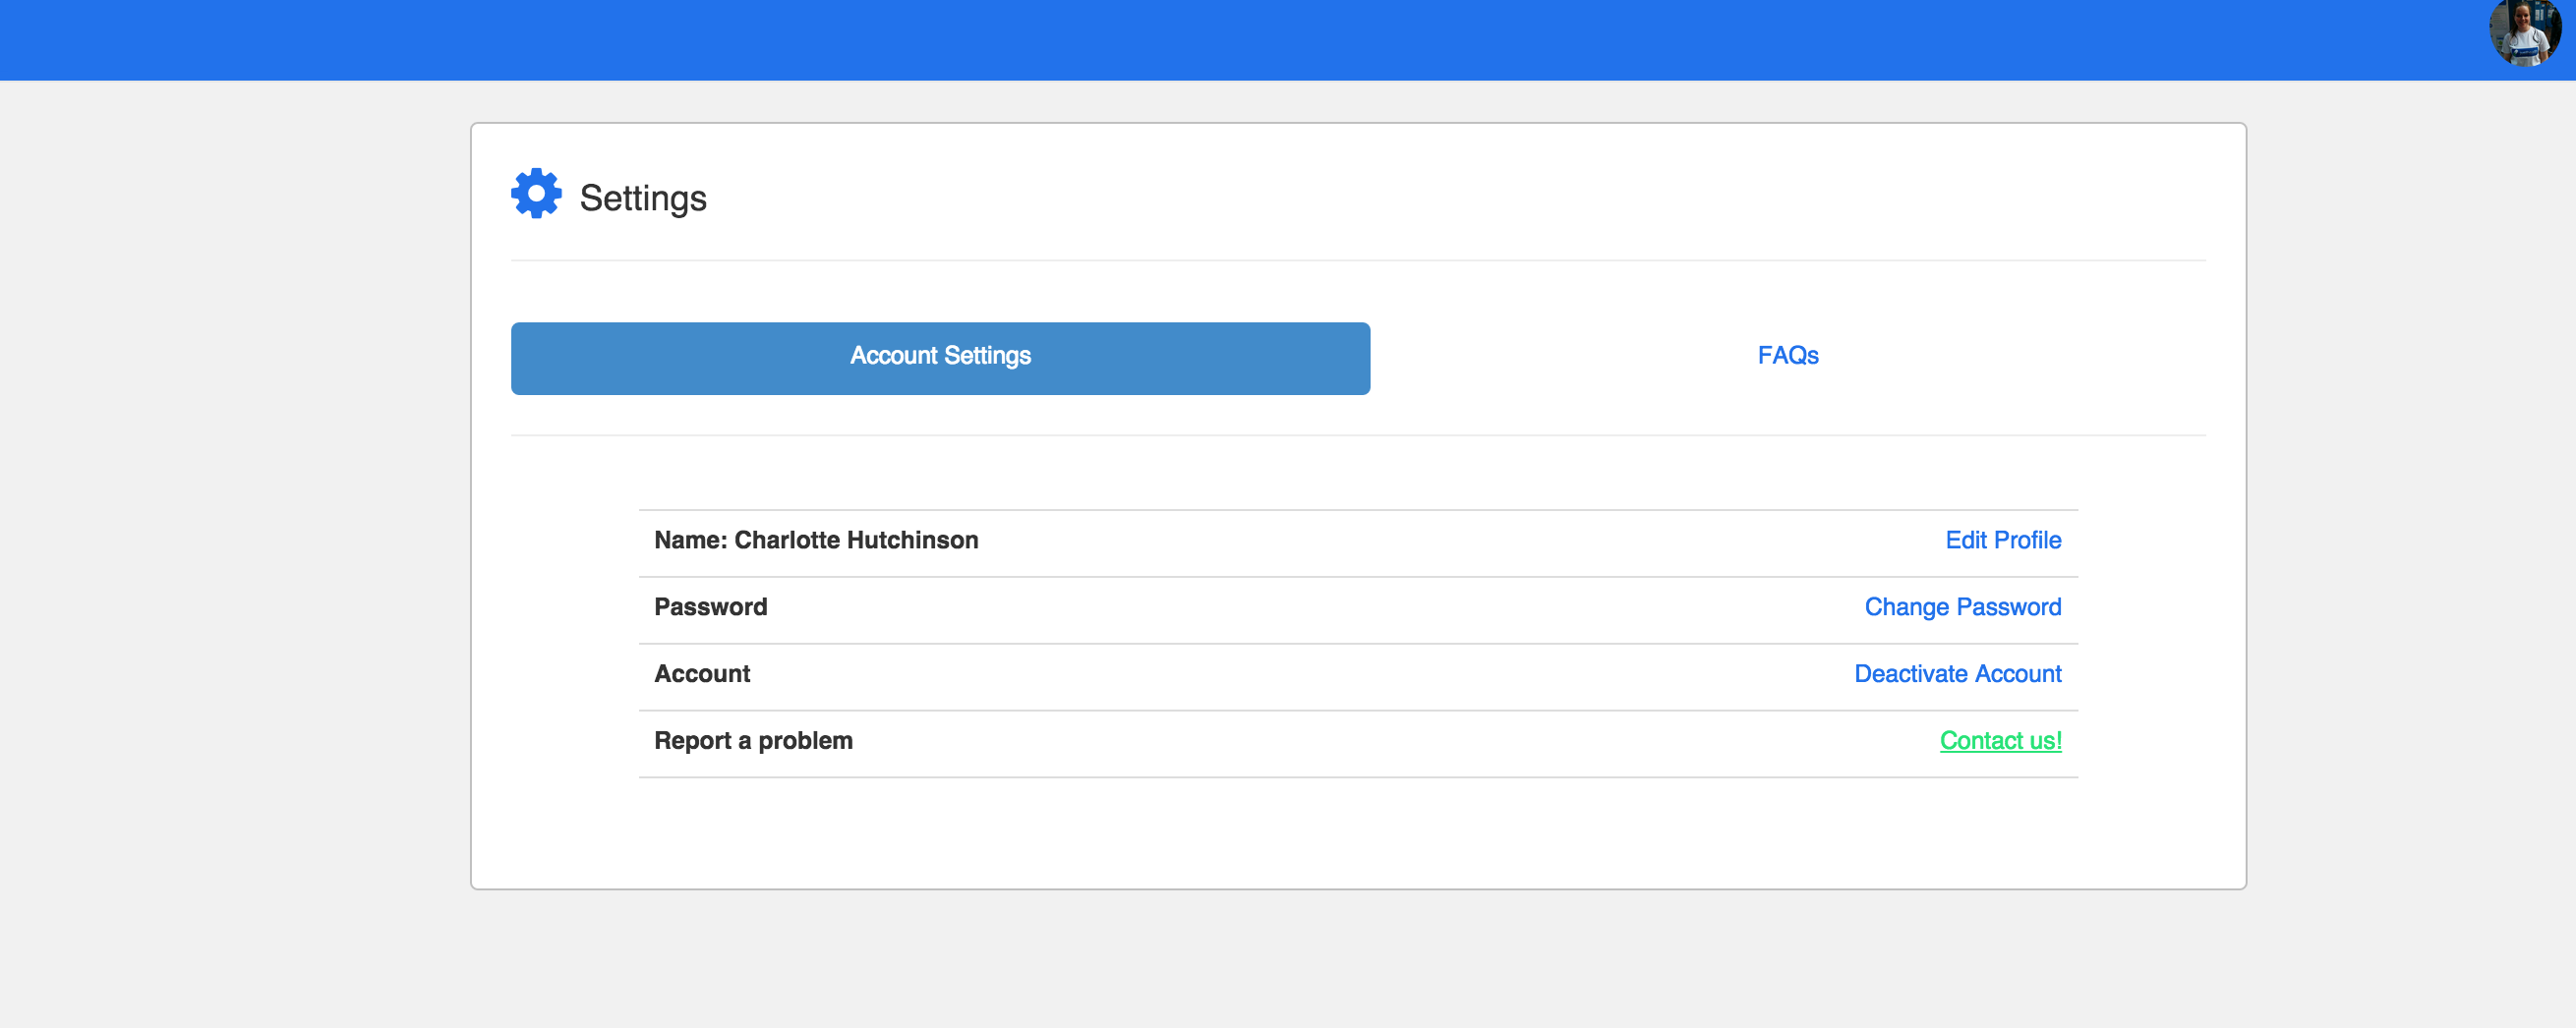 Settings
Account Settings
FAQs
Name: Charlotte Hutchinson
Edit Profile
Password
Change Password
Account
Deactivate Account
Report a problem
Contact us!